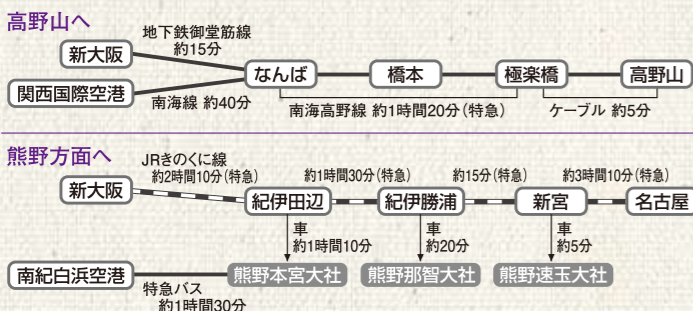 高野山へ
地下鉄御堂筋線
約15分
新大阪
なんば
橋本
極楽橋
高野山
関西国際空港
南海線 約40分
南海高野線 約1時間20分(特急)
ケーブル 約5分
熊野方面へ
JRきのくに線
約2時間10分(特急)
約1時間30分(特急)
約15分(特急)
約3時間10分(特急)
新大阪
紀伊田辺
紀伊勝浦
新宮
名古屋
車
約1時間10分
車
約20分
車
約5分
南紀白浜空港
熊野本宮大社
熊野那智大社
熊野速玉大社
特急バス
約1時間30分